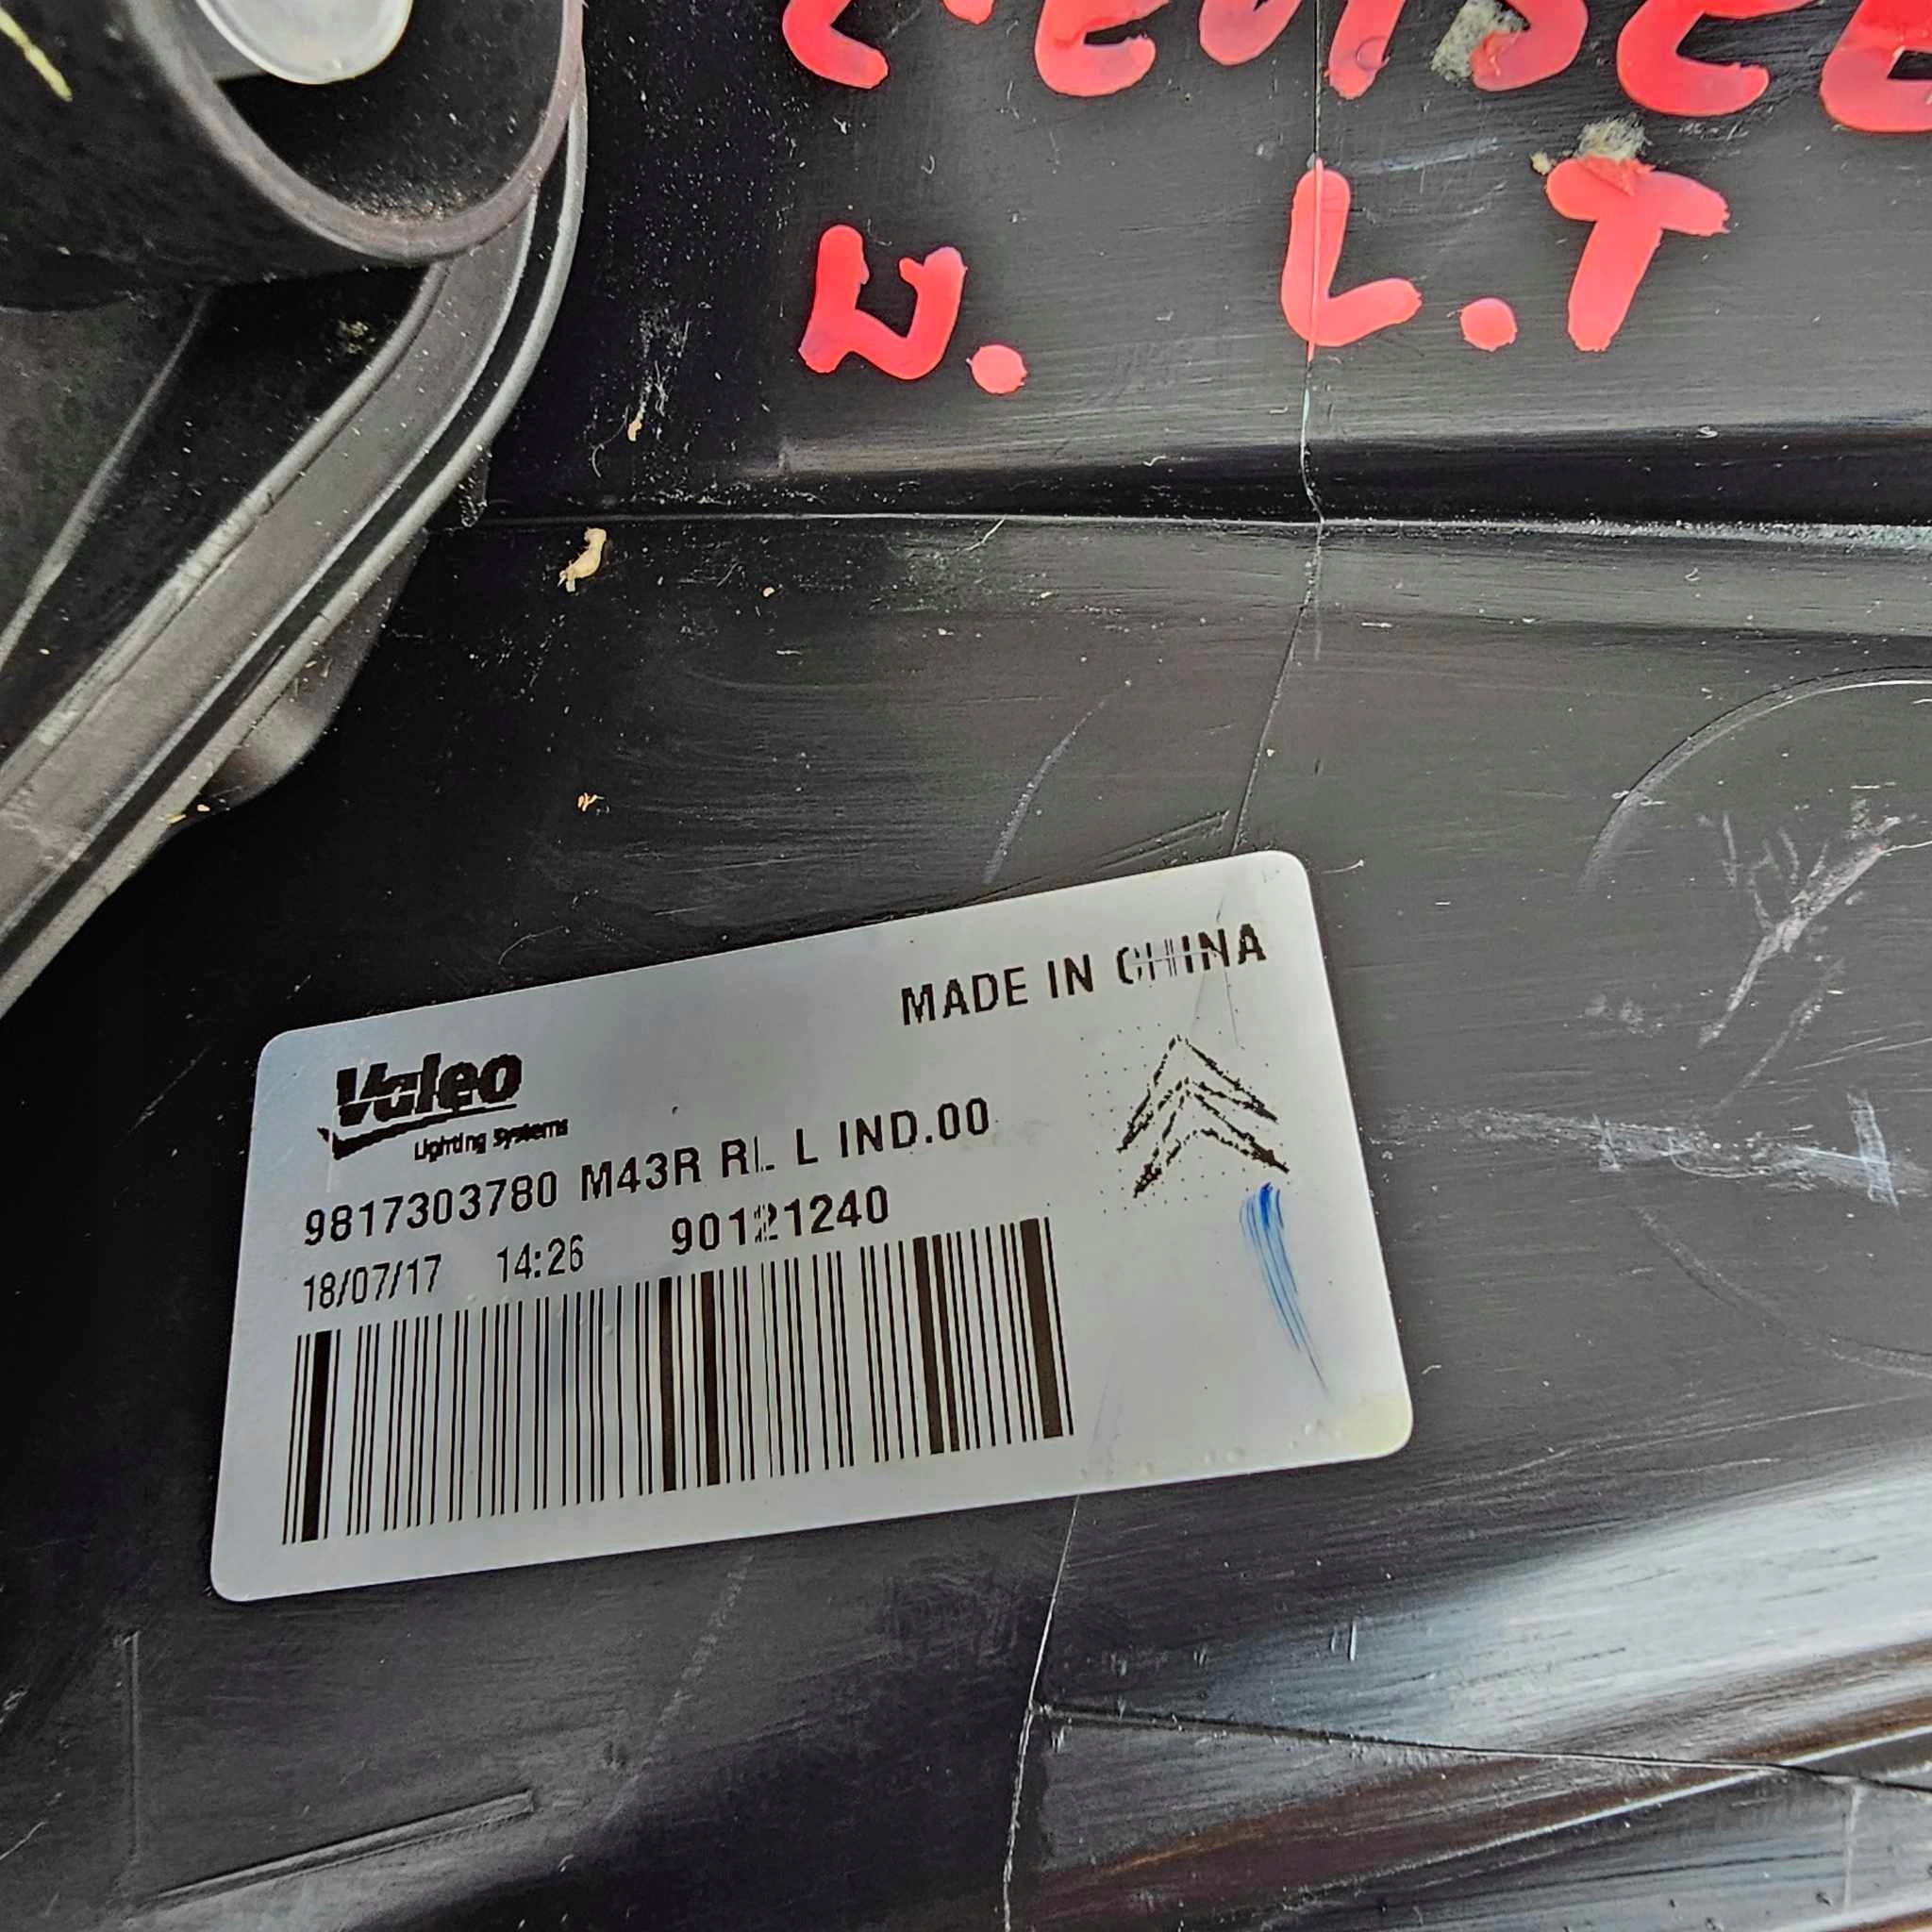 L.T
MADE IN CHINA
Valeo
Lighting Systems
9817303780 M43R RL L IND.00
18/07/17 14:26 90121240